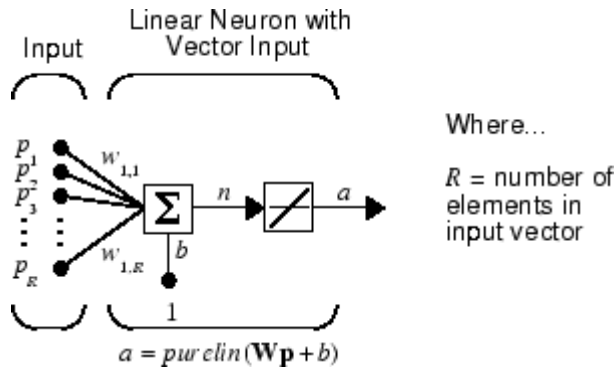 Linear Neuron with
Vector Input
Input
p1
p2
p3
pR
w1,1
w1,R
Σ
n
a
b
1
a = purelin(Wp + b)
Where...
R = number of
elements in
input vector